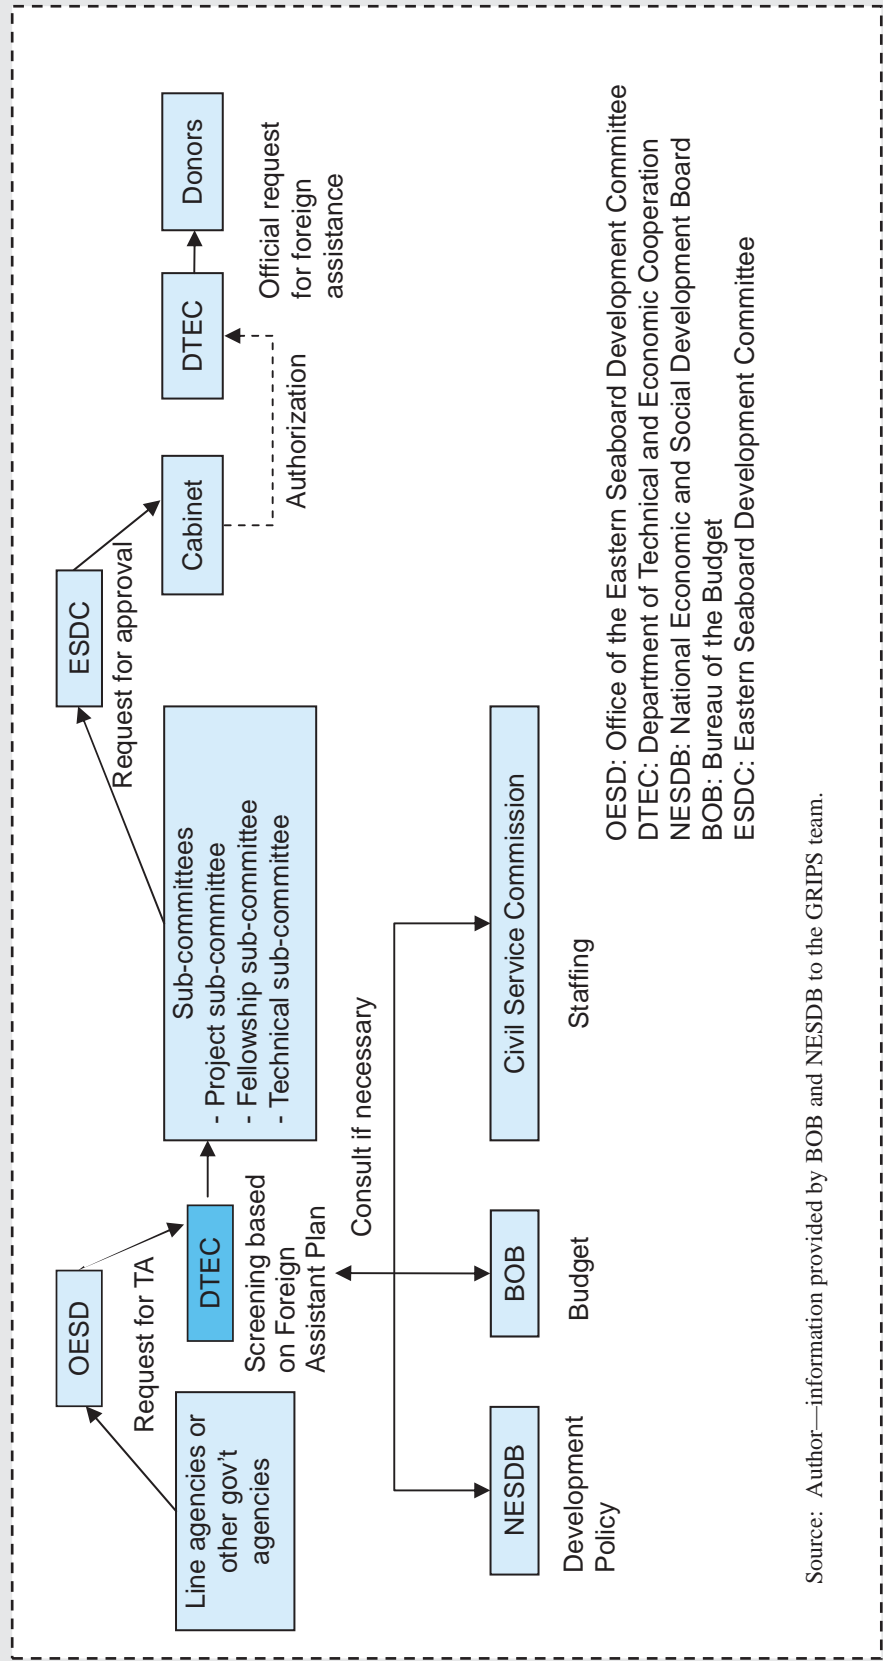 Line agencies or
other gov't
agencies
OESD
Request for TA
DTEC
Screening based
on Foreign
Assistant Plan
Sub-committees
- Project sub-committee
- Fellowship sub-committee
- Technical sub-committee
ESDC
Request for approval
Cabinet
Authorization
DTEC
Donors
Official request
for foreign
assistance
Consult if necessary
NESDB
Development
Policy
BOB
Budget
Civil Service Commission
Staffing
OESD: Office of the Eastern Seaboard Development Committee
DTEC: Department of Technical and Economic Cooperation
NESDB: National Economic and Social Development Board
BOB: Bureau of the Budget
ESDC: Eastern Seaboard Development Committee
Source: Author—information provided by BOB and NESDB to the GRIPS team.